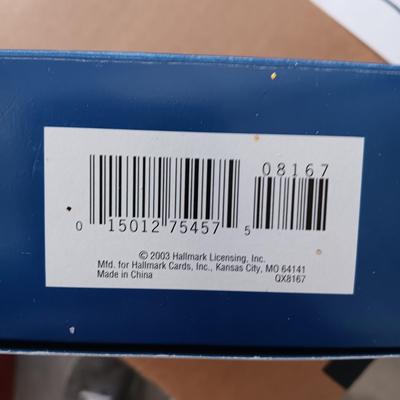 08167
0 15012 75457 5
© 2003 Hallmark Licensing, Inc.
Mfd. for Hallmark Cards, Inc., Kansas City, MO 64141
Made in China QX8167